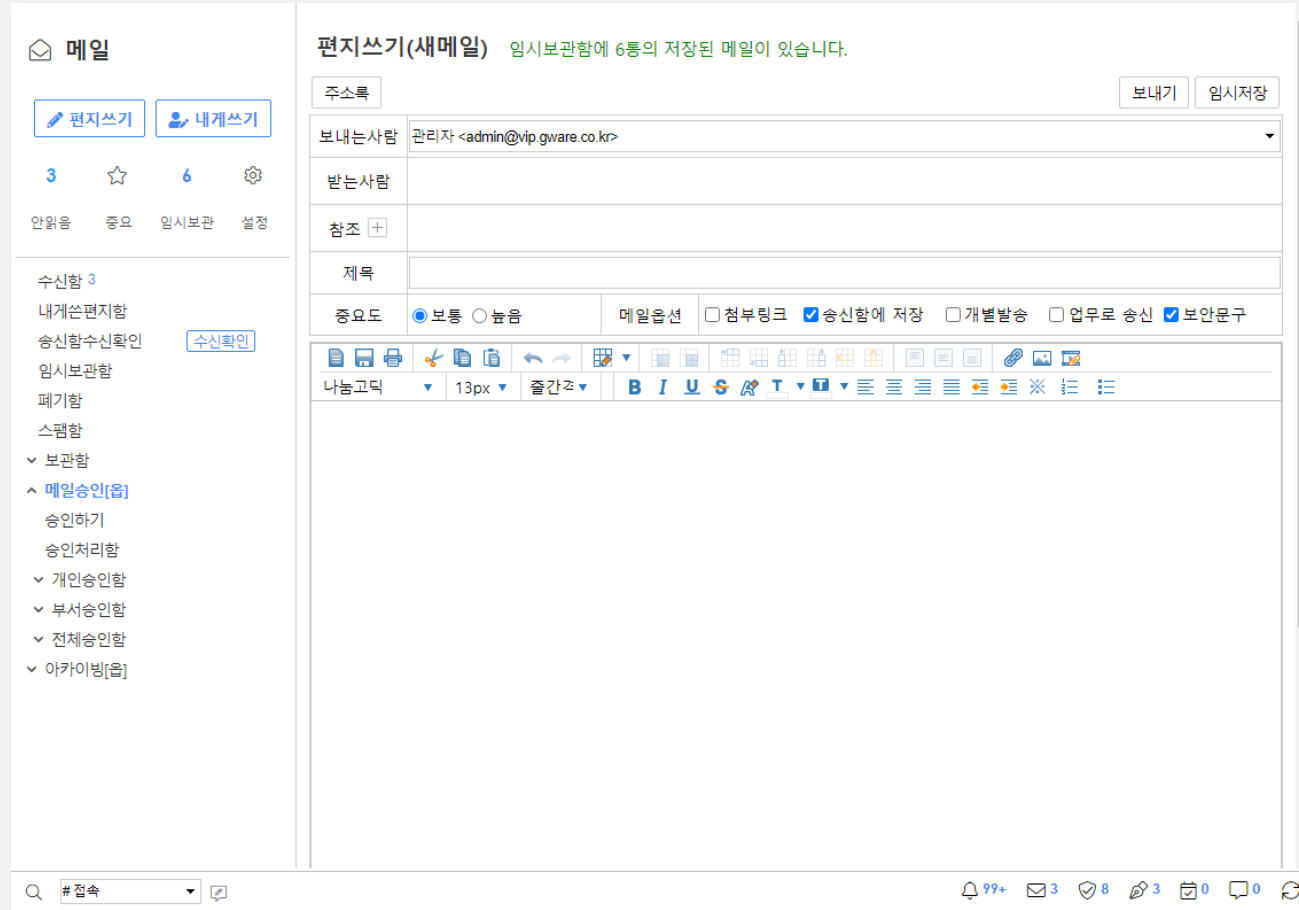 메일
편지쓰기 내게쓰기
3 6
안읽음 중요 임시보관 설정
수신함 3
내게쓴편지함
송신함수신확인 수신확인
임시보관함
폐기함
스팸함
보관함
메일승인[옵]
승인하기
승인처리함
개인승인함
부서승인함
전체승인함
아카이빙[옵]
편지쓰기(새메일) 임시보관함에 6통의 저장된 메일이 있습니다.
주소록 보내기 임시저장
보내는사람 관리자 <admin@vip.gware.co.kr>
받는사람
참조
제목
중요도 보통 높음 메일옵션 첨부링크 송신함에 저장 개별발송 업무로 송신 보안문구
나눔고딕 13px 줄간격 B I U S T T
#접속 99+ 3 8 3 0 0